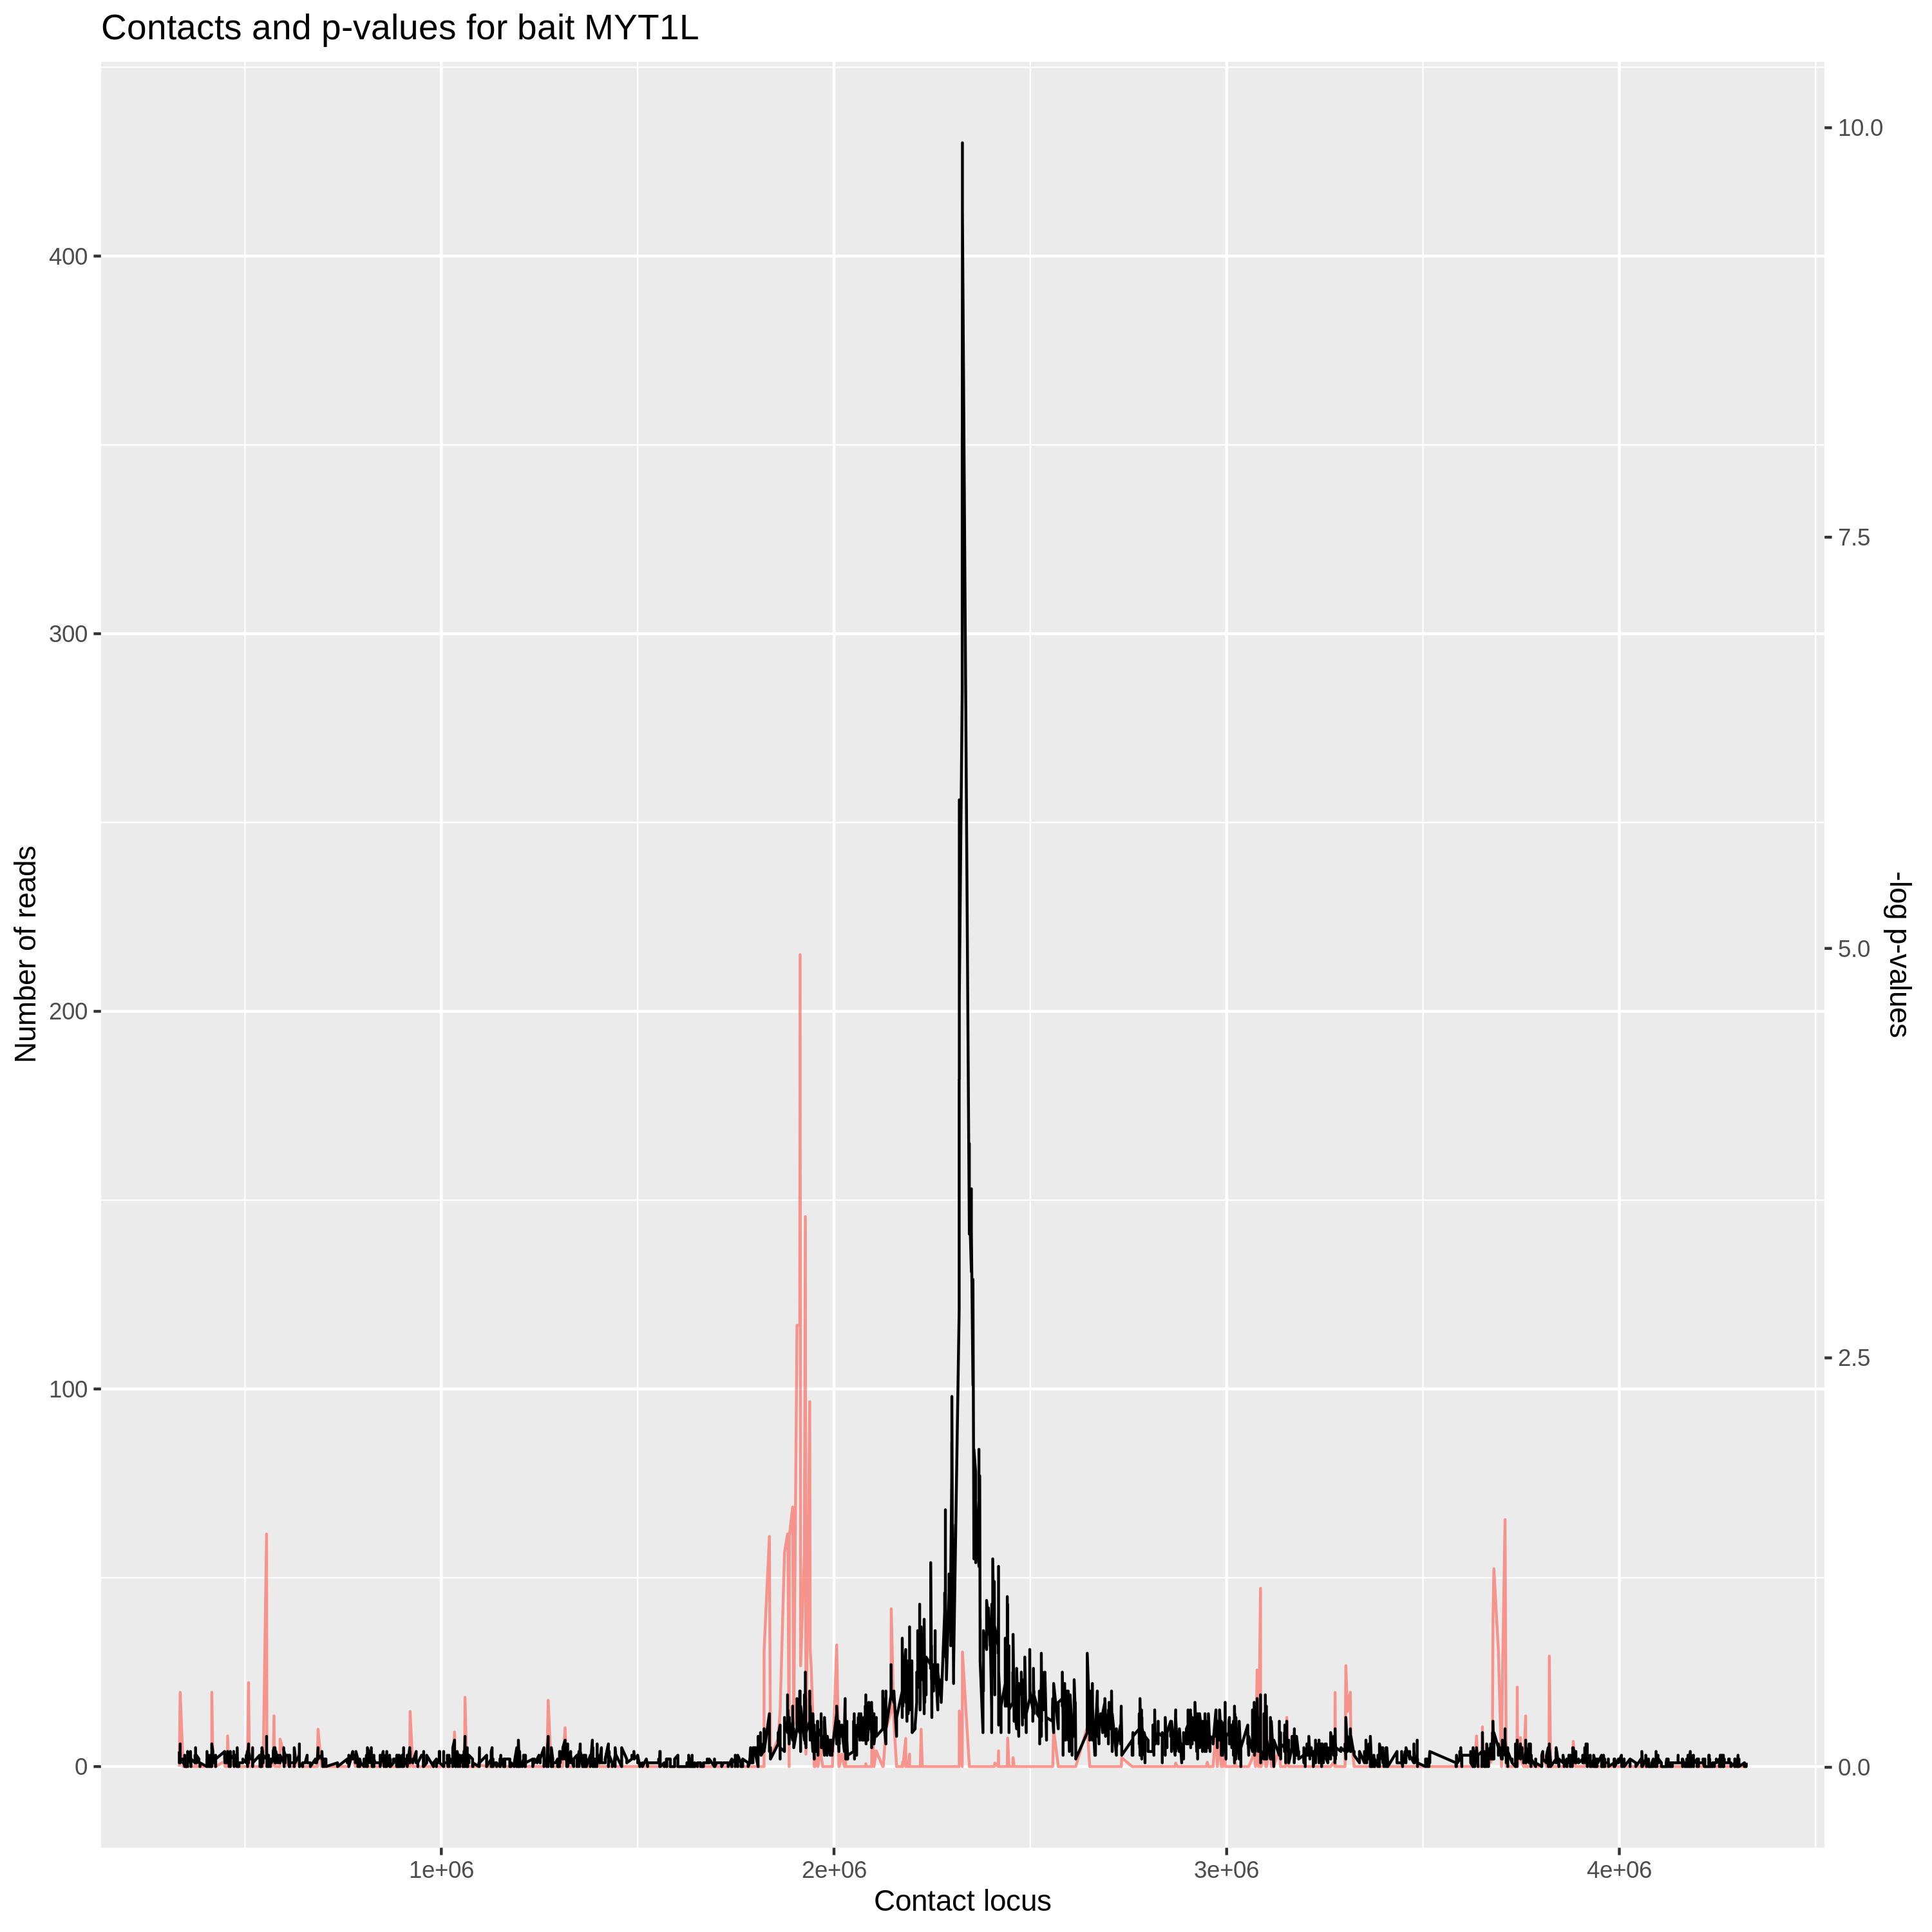 Contacts and p-values for bait MYT1L
400
300
200
100
0
Number of reads
10.0
7.5
5.0
2.5
0.0
-log p-values
1e+06
2e+06
3e+06
4e+06
Contact locus